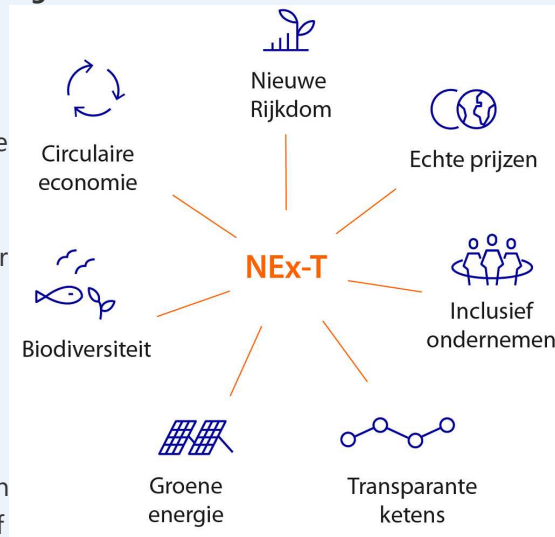 Nieuwe
Rijkdom
Echte prijzen
Circulaire
economie
NEx-T
Inclusief
ondernemen
Biodiversiteit
Groene
energie
Transparante
ketens